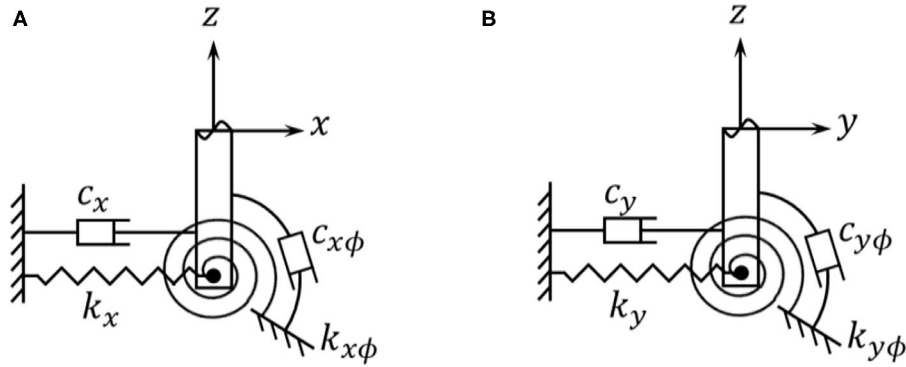 A
z
x
c_x
c_{xϕ}
k_x
k_{xϕ}
B
z
y
c_y
c_{yϕ}
k_y
k_{yϕ}